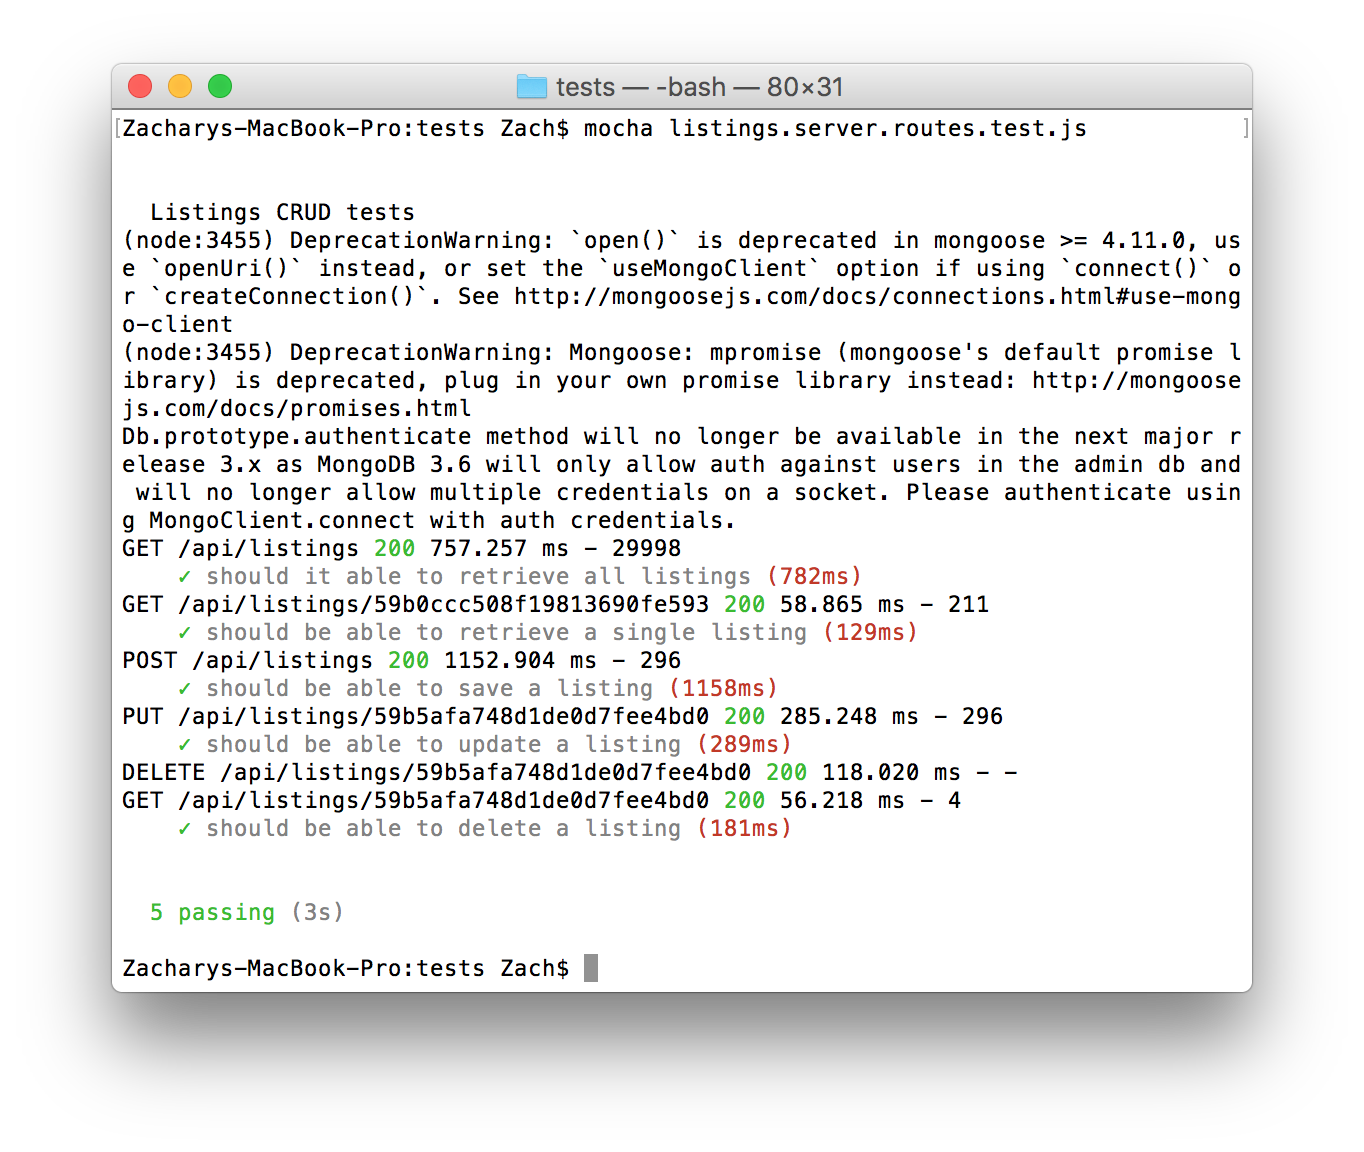 tests — -bash — 80×31
[Zacharys-MacBook-Pro:tests Zach$ mocha listings.server.routes.test.js ]
Listings CRUD tests
(node:3455) DeprecationWarning: `open()` is deprecated in mongoose >= 4.11.0, us
e `openUri()` instead, or set the `useMongoClient` option if using `connect()` o
r `createConnection()`. See http://mongoosejs.com/docs/connections.html#use-mong
o-client
(node:3455) DeprecationWarning: Mongoose: mpromise (mongoose's default promise l
ibrary) is deprecated, plug in your own promise library instead: http://mongoose
js.com/docs/promises.html
Db.prototype.authenticate method will no longer be available in the next major r
elease 3.x as MongoDB 3.6 will only allow auth against users in the admin db and
 will no longer allow multiple credentials on a socket. Please authenticate usin
g MongoClient.connect with auth credentials.
GET /api/listings 200 757.257 ms - 29998
✓ should it able to retrieve all listings (782ms)
GET /api/listings/59b0ccc508f19813690fe593 200 58.865 ms - 211
✓ should be able to retrieve a single listing (129ms)
POST /api/listings 200 1152.904 ms - 296
✓ should be able to save a listing (1158ms)
PUT /api/listings/59b5afa748d1de0d7fee4bd0 200 285.248 ms - 296
✓ should be able to update a listing (289ms)
DELETE /api/listings/59b5afa748d1de0d7fee4bd0 200 118.020 ms - -
GET /api/listings/59b5afa748d1de0d7fee4bd0 200 56.218 ms - 4
✓ should be able to delete a listing (181ms)
5 passing (3s)
Zacharys-MacBook-Pro:tests Zach$